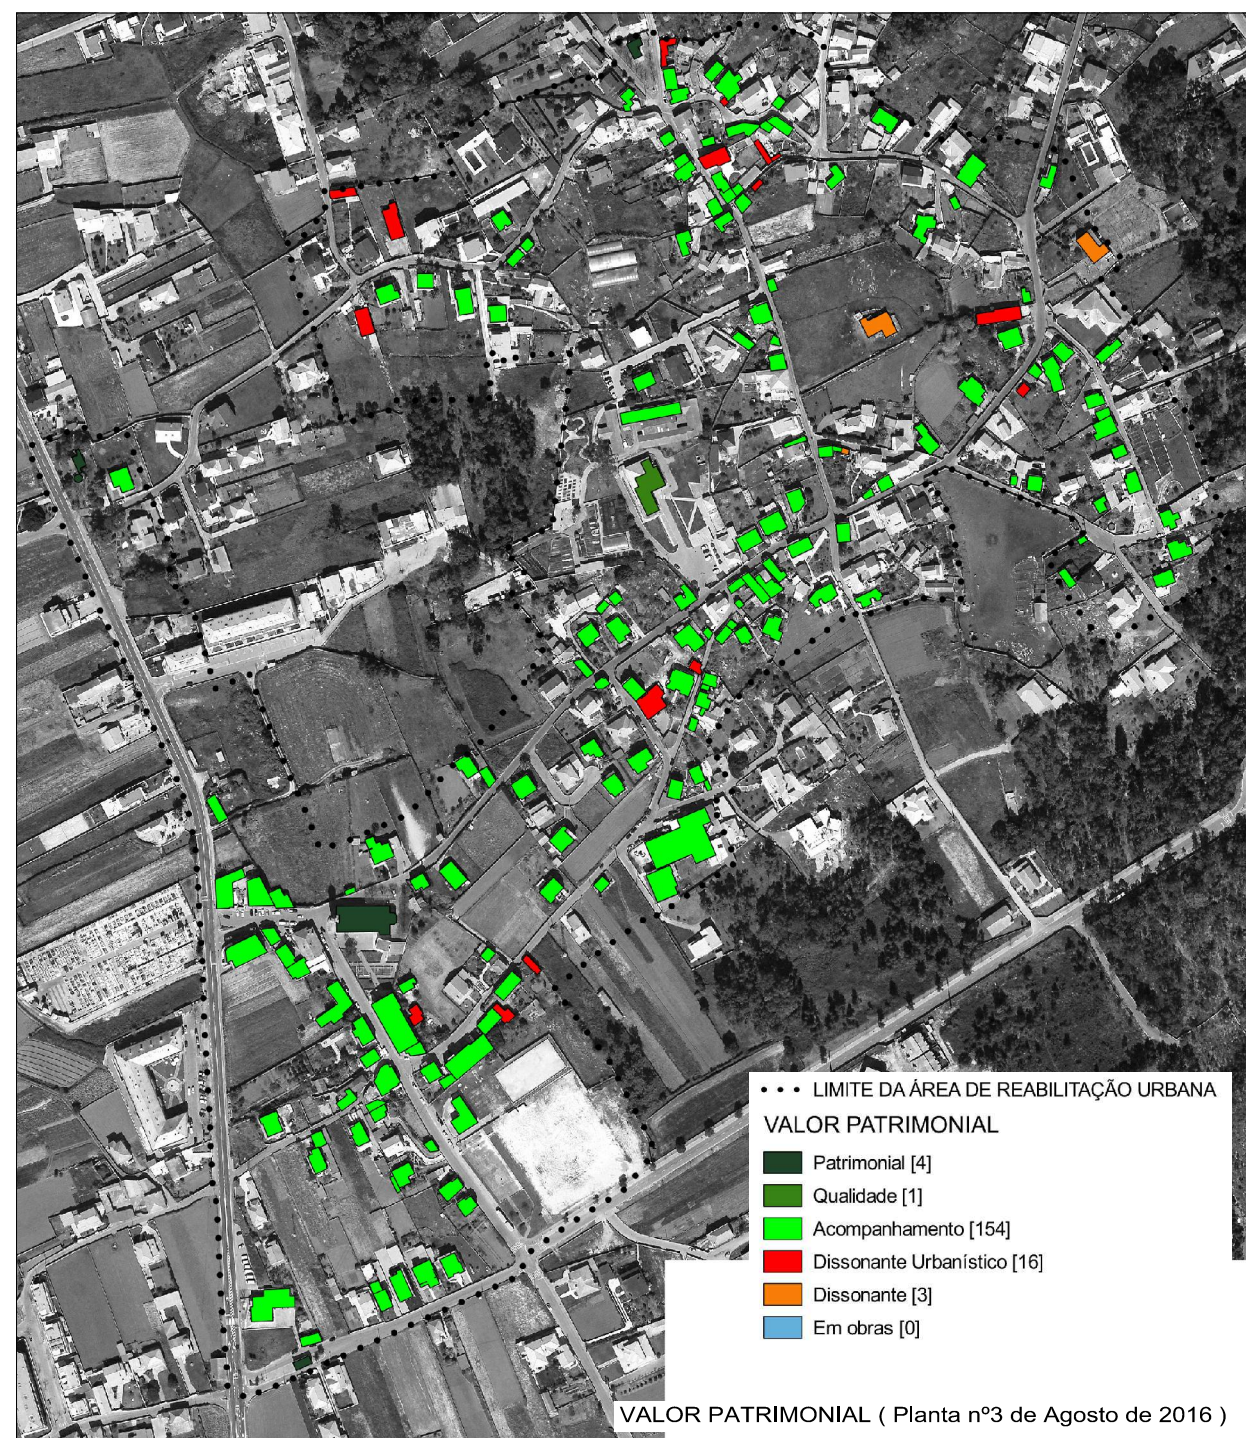 LIMITE DA ÁREA DE REABILITAÇÃO URBANA
VALOR PATRIMONIAL
Patrimonial [4]
Qualidade [1]
Acompanhamento [154]
Dissonante Urbanístico [16]
Dissonante [3]
Em obras [0]
VALOR PATRIMONIAL ( Planta nº3 de Agosto de 2016 )